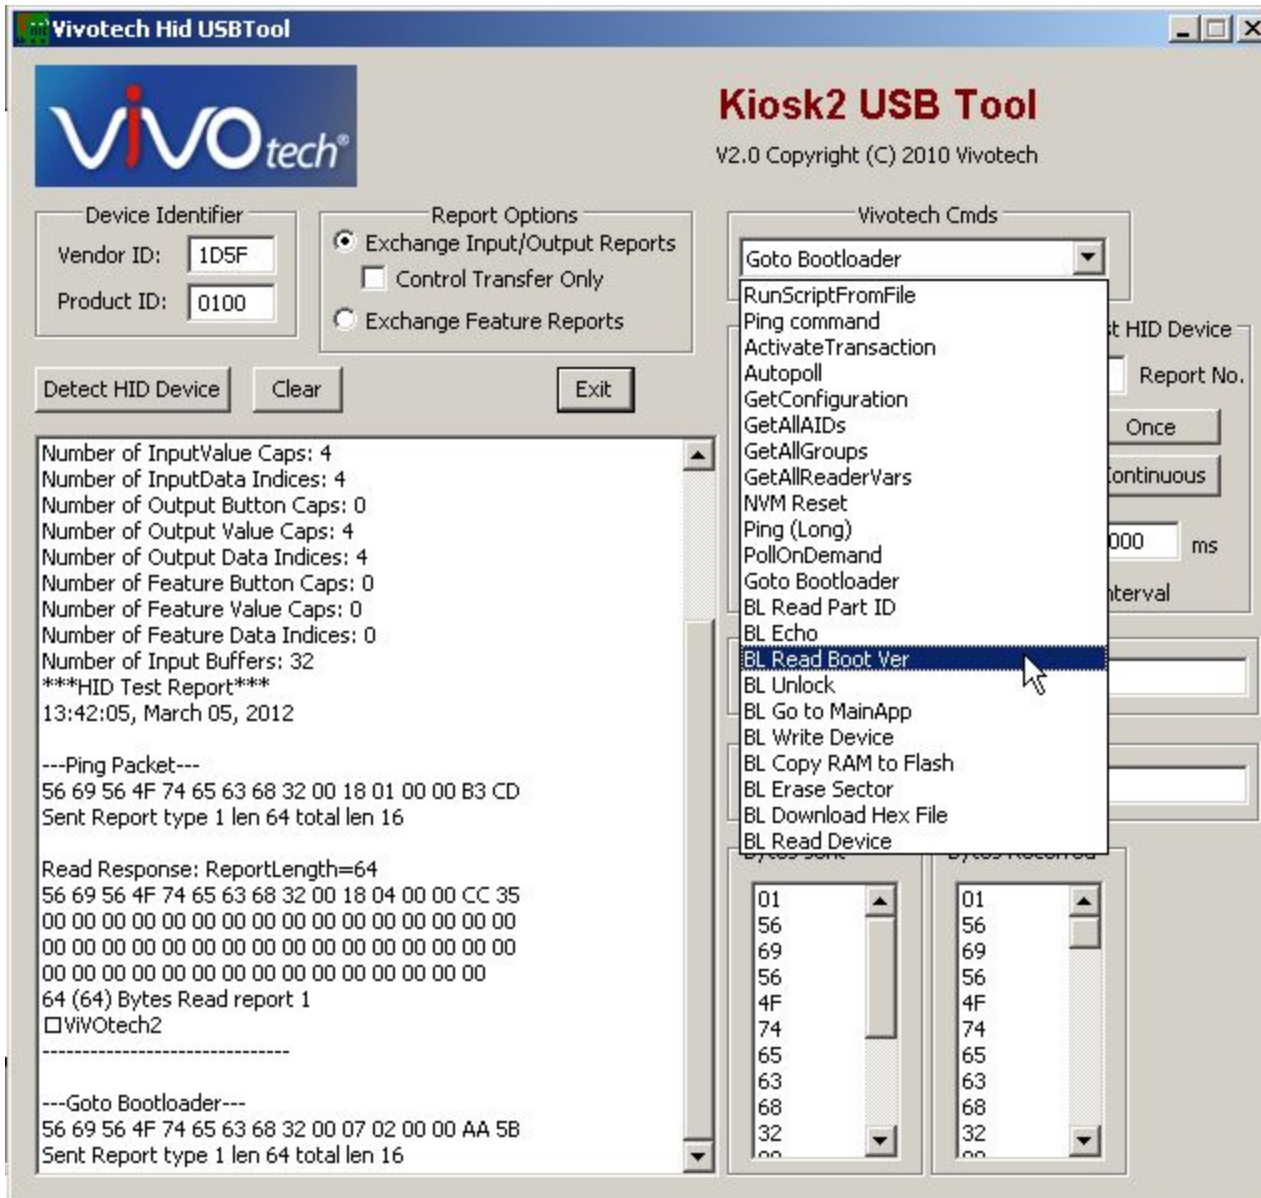 Vivotech Hid USBTool
ViVOtech®
Kiosk2 USB Tool
V2.0 Copyright (C) 2010 Vivotech
Device Identifier
Vendor ID: 1D5F
Product ID: 0100
Report Options
Exchange Input/Output Reports
Control Transfer Only
Exchange Feature Reports
Vivotech Cmds
Goto Bootloader
RunScriptFromFile
Ping command
ActivateTransaction
Autopoll
GetConfiguration
GetAllAIDs
GetAllGroups
GetAllReaderVars
NVM Reset
Ping (Long)
PollOnDemand
Goto Bootloader
BL Read Part ID
BL Echo
BL Read Boot Ver
BL Unlock
BL Go to MainApp
BL Write Device
BL Copy RAM to Flash
BL Erase Sector
BL Download Hex File
BL Read Device
HID Device
Report No.
Once
ms
Detect HID Device
Clear
Exit
Number of InputValue Caps: 4
Number of InputData Indices: 4
Number of Output Button Caps: 0
Number of Output Value Caps: 4
Number of Output Data Indices: 4
Number of Feature Button Caps: 0
Number of Feature Value Caps: 0
Number of Feature Data Indices: 0
Number of Input Buffers: 32
***HID Test Report***
13:42:05, March 05, 2012
---Ping Packet---
56 69 56 4F 74 65 63 68 32 00 18 01 00 00 B3 CD
Sent Report type 1 len 64 total len 16
Read Response: ReportLength=64
56 69 56 4F 74 65 63 68 32 00 18 04 00 00 CC 35
00 00 00 00 00 00 00 00 00 00 00 00 00 00 00 00
00 00 00 00 00 00 00 00 00 00 00 00 00 00 00 00
00 00 00 00 00 00 00 00 00 00 00 00 00 00 00
64 (64) Bytes Read report 1
□ViVOtech2
-------------------------------
---Goto Bootloader---
56 69 56 4F 74 65 63 68 32 00 07 02 00 00 AA 5B
Sent Report type 1 len 64 total len 16
Bytes Sent
01
56
69
56
4F
74
65
63
68
32
01
56
69
56
4F
74
65
63
68
32